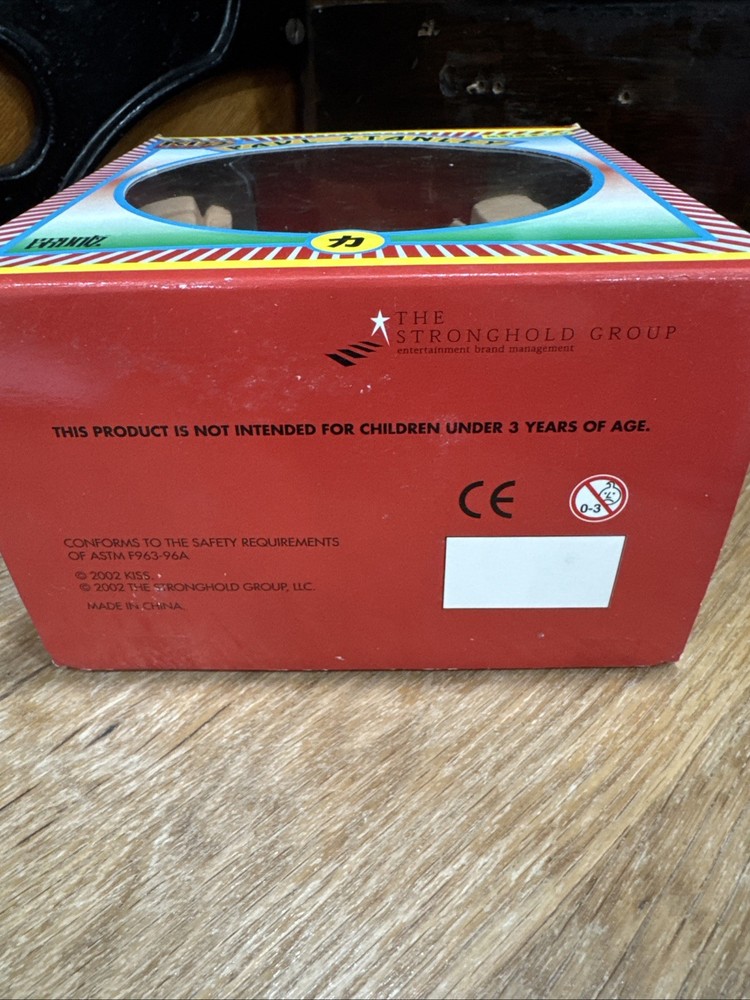 PAUL STANLEY
力
THE
STRONGHOLD GROUP
entertainment brand management
THIS PRODUCT IS NOT INTENDED FOR CHILDREN UNDER 3 YEARS OF AGE.
CE
0-3
CONFORMS TO THE SAFETY REQUIREMENTS
OF ASTM F963-96A
© 2002 KISS.
© 2002 THE STRONGHOLD GROUP, LLC.
MADE IN CHINA.